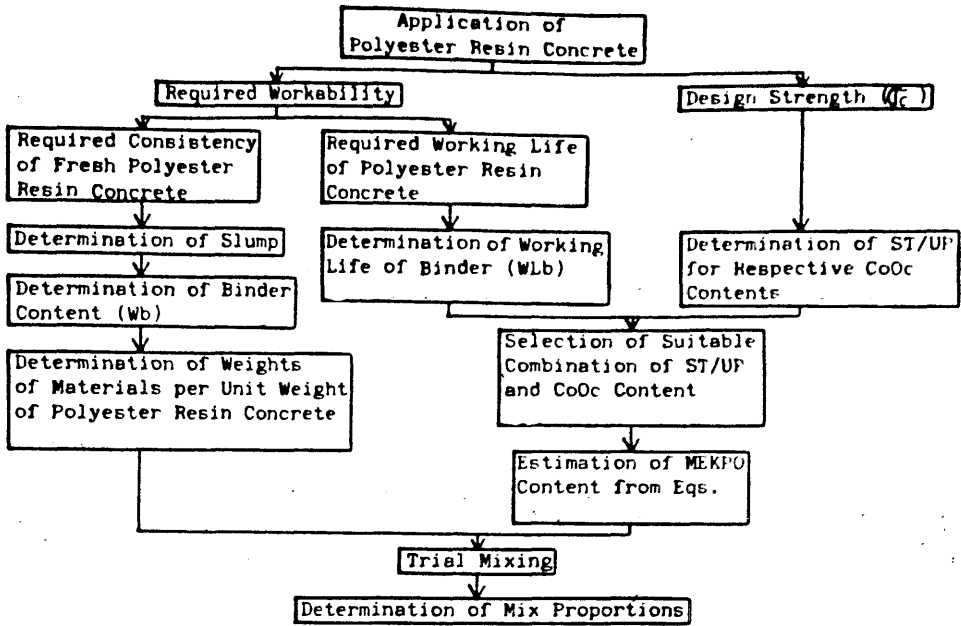 Application of
Polyester Resin Concrete
Required Workability
Design Strength (σc)
Required Consistency
of Fresh Polyester
Resin Concrete
Required Working Life
of Polyester Resin
Concrete
Determination of Slump
Determination of Working
Life of Binder (WLb)
Determination of ST/UP
for Respective CoOc
Contents
Determination of Binder
Content (Wb)
Selection of Suitable
Combination of ST/UP
and CoOc Content
Determination of Weights
of Materials per Unit Weight
of Polyester Resin Concrete
Estimation of MEKPO
Content from Eqs.
Trial Mixing
Determination of Mix Proportions